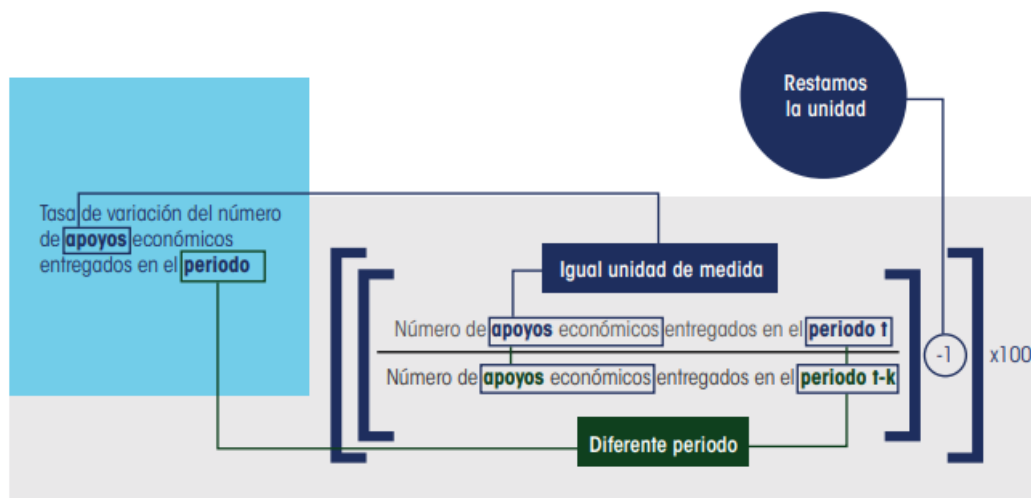 Restamos
la unidad
Tasa de variación del número
de apoyos económicos
entregados en el periodo
Igual unidad de medida
Número de apoyos económicos entregados en el periodo t
Número de apoyos económicos entregados en el periodo t-k
-1
x100
Diferente periodo